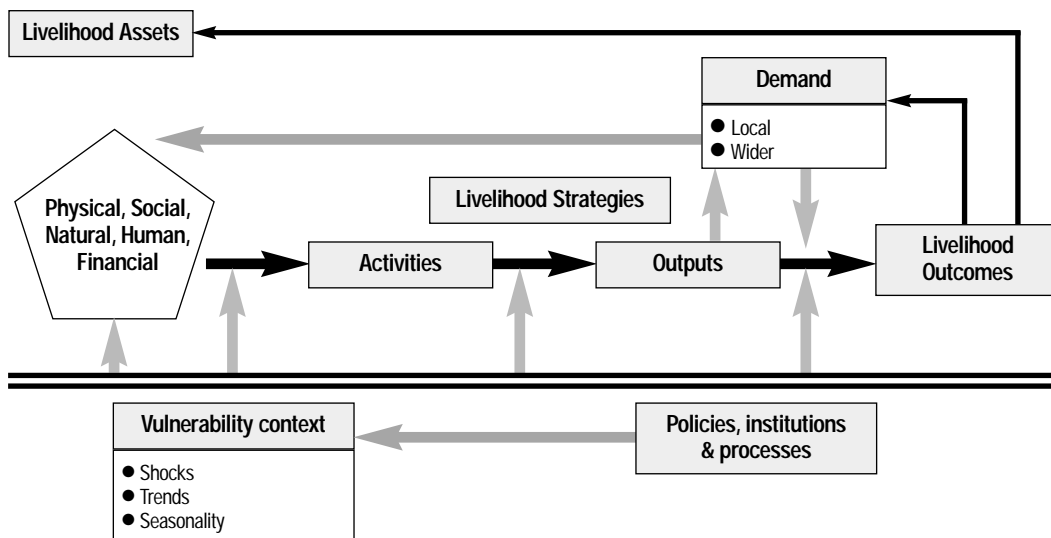 Livelihood Assets
Demand
● Local
● Wider
Physical, Social,
Natural, Human,
Financial
Livelihood Strategies
Activities
Outputs
Livelihood
Outcomes
Vulnerability context
● Shocks
● Trends
● Seasonality
Policies, institutions
& processes